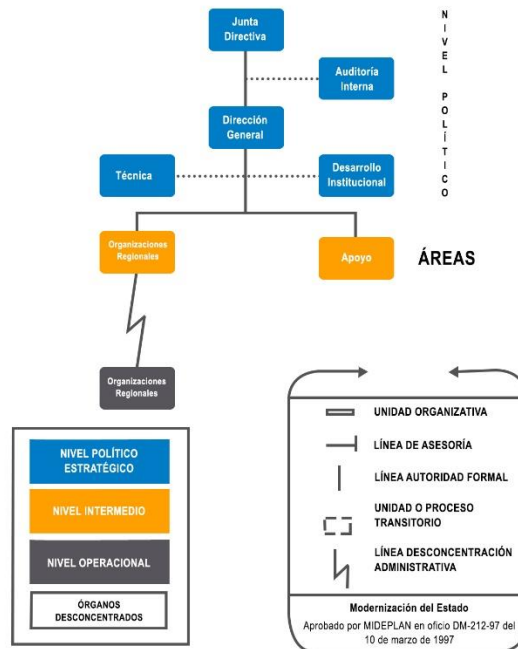 Junta
Directiva
Auditoría
Interna
Dirección
General
Técnica
Desarrollo
Institucional
NIVEL POLÍTICO
Organizaciones
Regionales
Apoyo
ÁREAS
Organizaciones
Regionales
NIVEL POLÍTICO
ESTRATÉGICO
NIVEL INTERMEDIO
NIVEL OPERACIONAL
ÓRGANOS
DESCONCENTRADOS
UNIDAD ORGANIZATIVA
LÍNEA DE ASESORÍA
LÍNEA AUTORIDAD FORMAL
UNIDAD O PROCESO
TRANSITORIO
LÍNEA DESCONCENTRACIÓN
ADMINISTRATIVA
Modernización del Estado
Aprobado por MIDEPLAN en oficio DM-212-97 del
10 de marzo de 1997